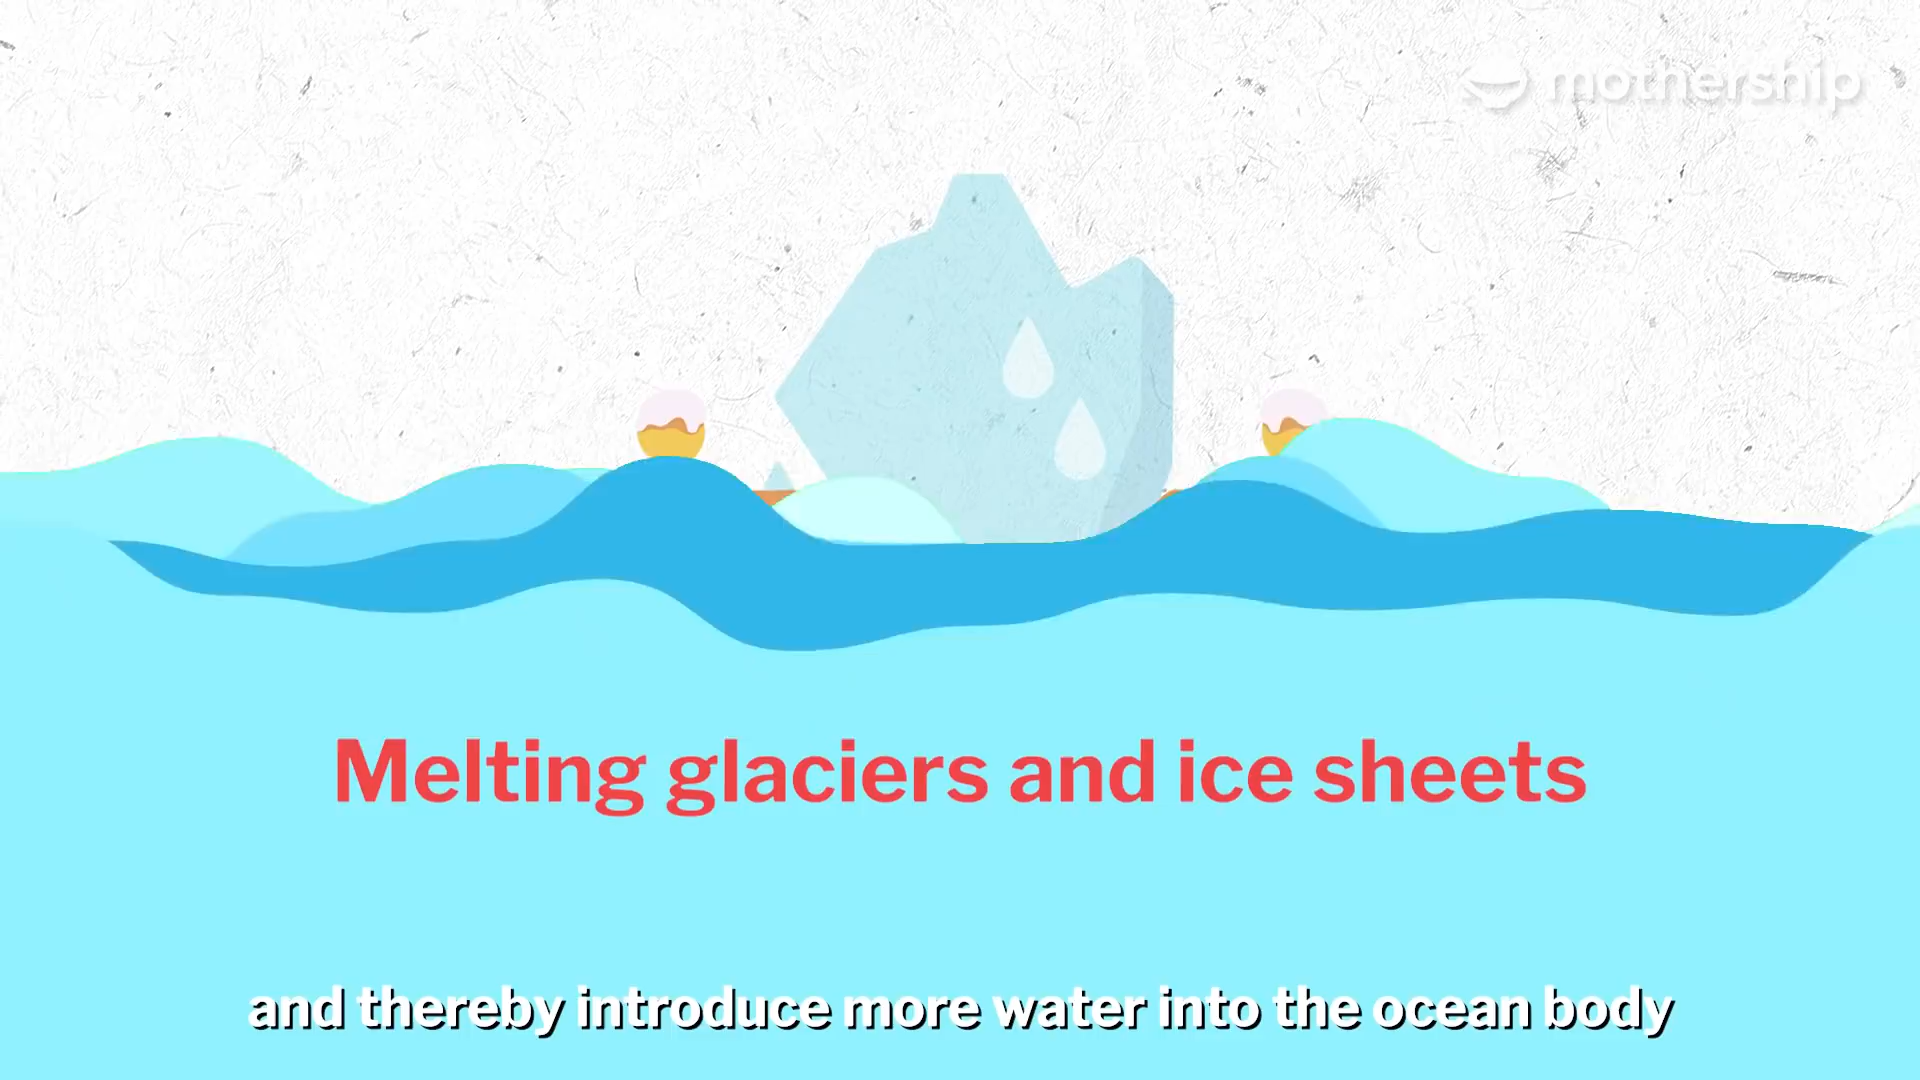 mothership
Melting glaciers and ice sheets
and thereby introduce more water into the ocean body